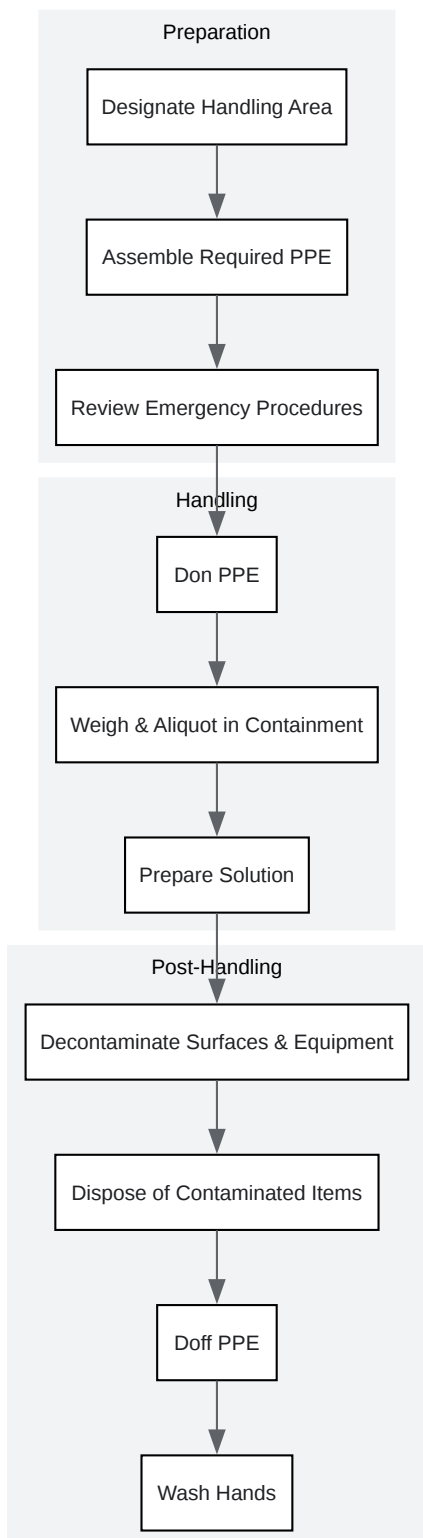 Preparation
Designate Handling Area
Assemble Required PPE
Review Emergency Procedures
Handling
Don PPE
Weigh & Aliquot in Containment
Prepare Solution
Post-Handling
Decontaminate Surfaces & Equipment
Dispose of Contaminated Items
Doff PPE
Wash Hands